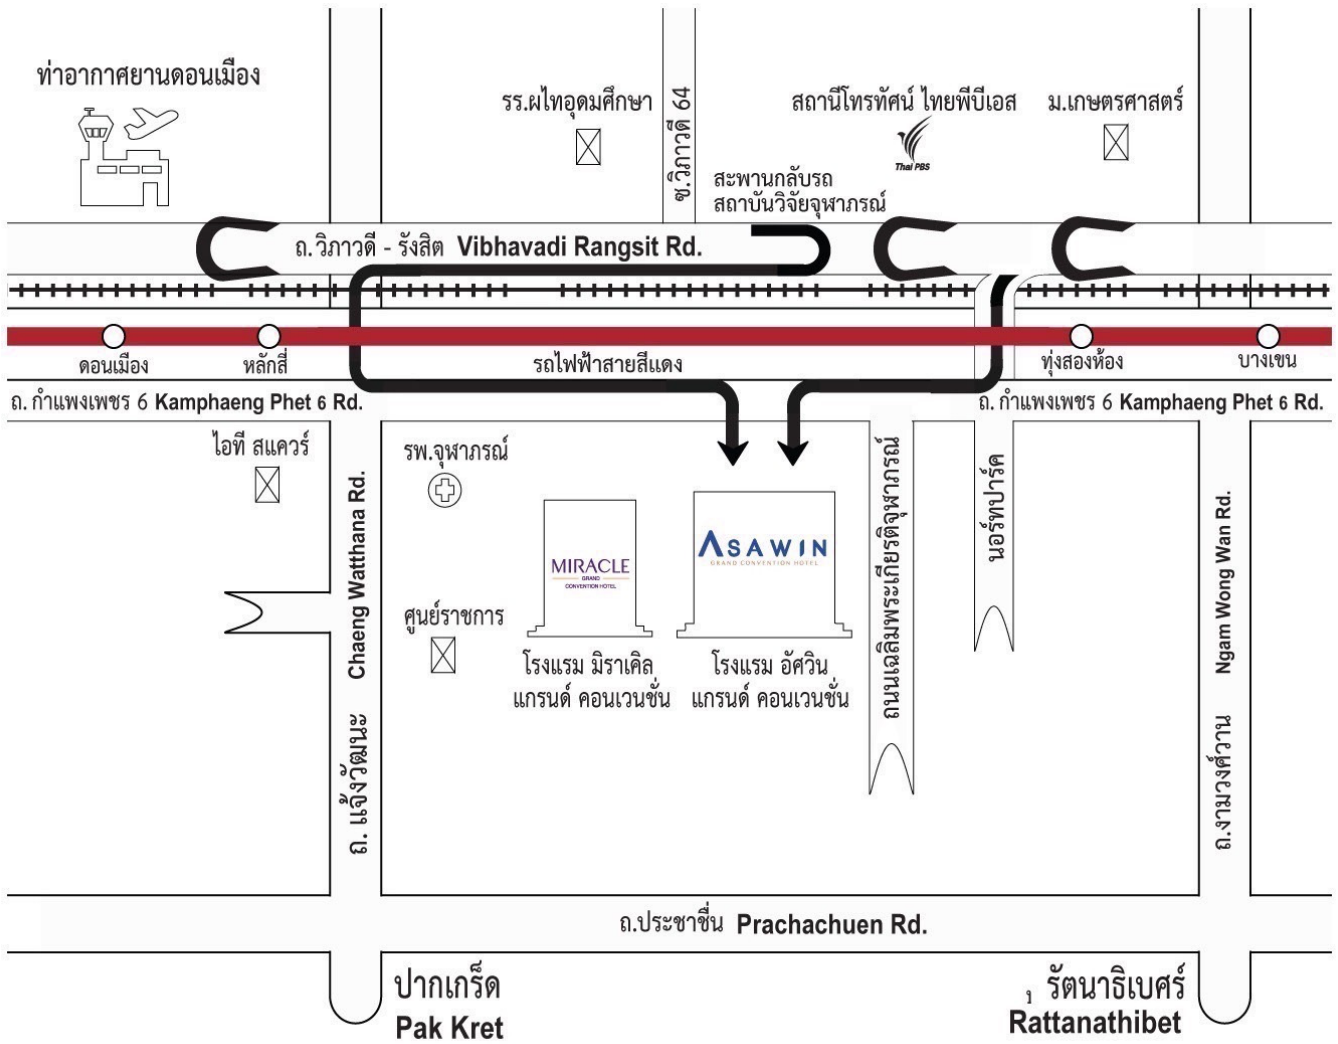 ท่าอากาศยานดอนเมือง
รร.ผไทอุดมศึกษา
ซ.วิภาวดี 64
สถานีโทรทัศน์ ไทยพีบีเอส
Thai PBS
ม.เกษตรศาสตร์
สะพานกลับรถ
สถาบันวิจัยจุฬาภรณ์
ถ.วิภาวดี - รังสิต Vibhavadi Rangsit Rd.
ดอนเมือง
หลักสี่
รถไฟฟ้าสายสีแดง
ทุ่งสองห้อง
บางเขน
ถ. กำแพงเพชร 6 Kamphaeng Phet 6 Rd.
ถ. กำแพงเพชร 6 Kamphaeng Phet 6 Rd.
ไอที สแควร์
รพ.จุฬาภรณ์
ศูนย์ราชการ
ถ. แจ้งวัฒนะ Chaeng Watthana Rd.
MIRACLE
GRAND
CONVENTION HOTEL
โรงแรม มิราเคิล
แกรนด์ คอนเวนชั่น
ASAWIN
GRAND CONVENTION HOTEL
โรงแรม อัศวิน
แกรนด์ คอนเวนชั่น
ถนนเฉลิมพระเกียรติจุฬาภรณ์
นอร์ทปาร์ค
ถ.งามวงศ์วาน Ngam Wong Wan Rd.
ถ.ประชาชื่น Prachachuen Rd.
ปากเกร็ด
Pak Kret
รัตนาธิเบศร์
Rattanathibet